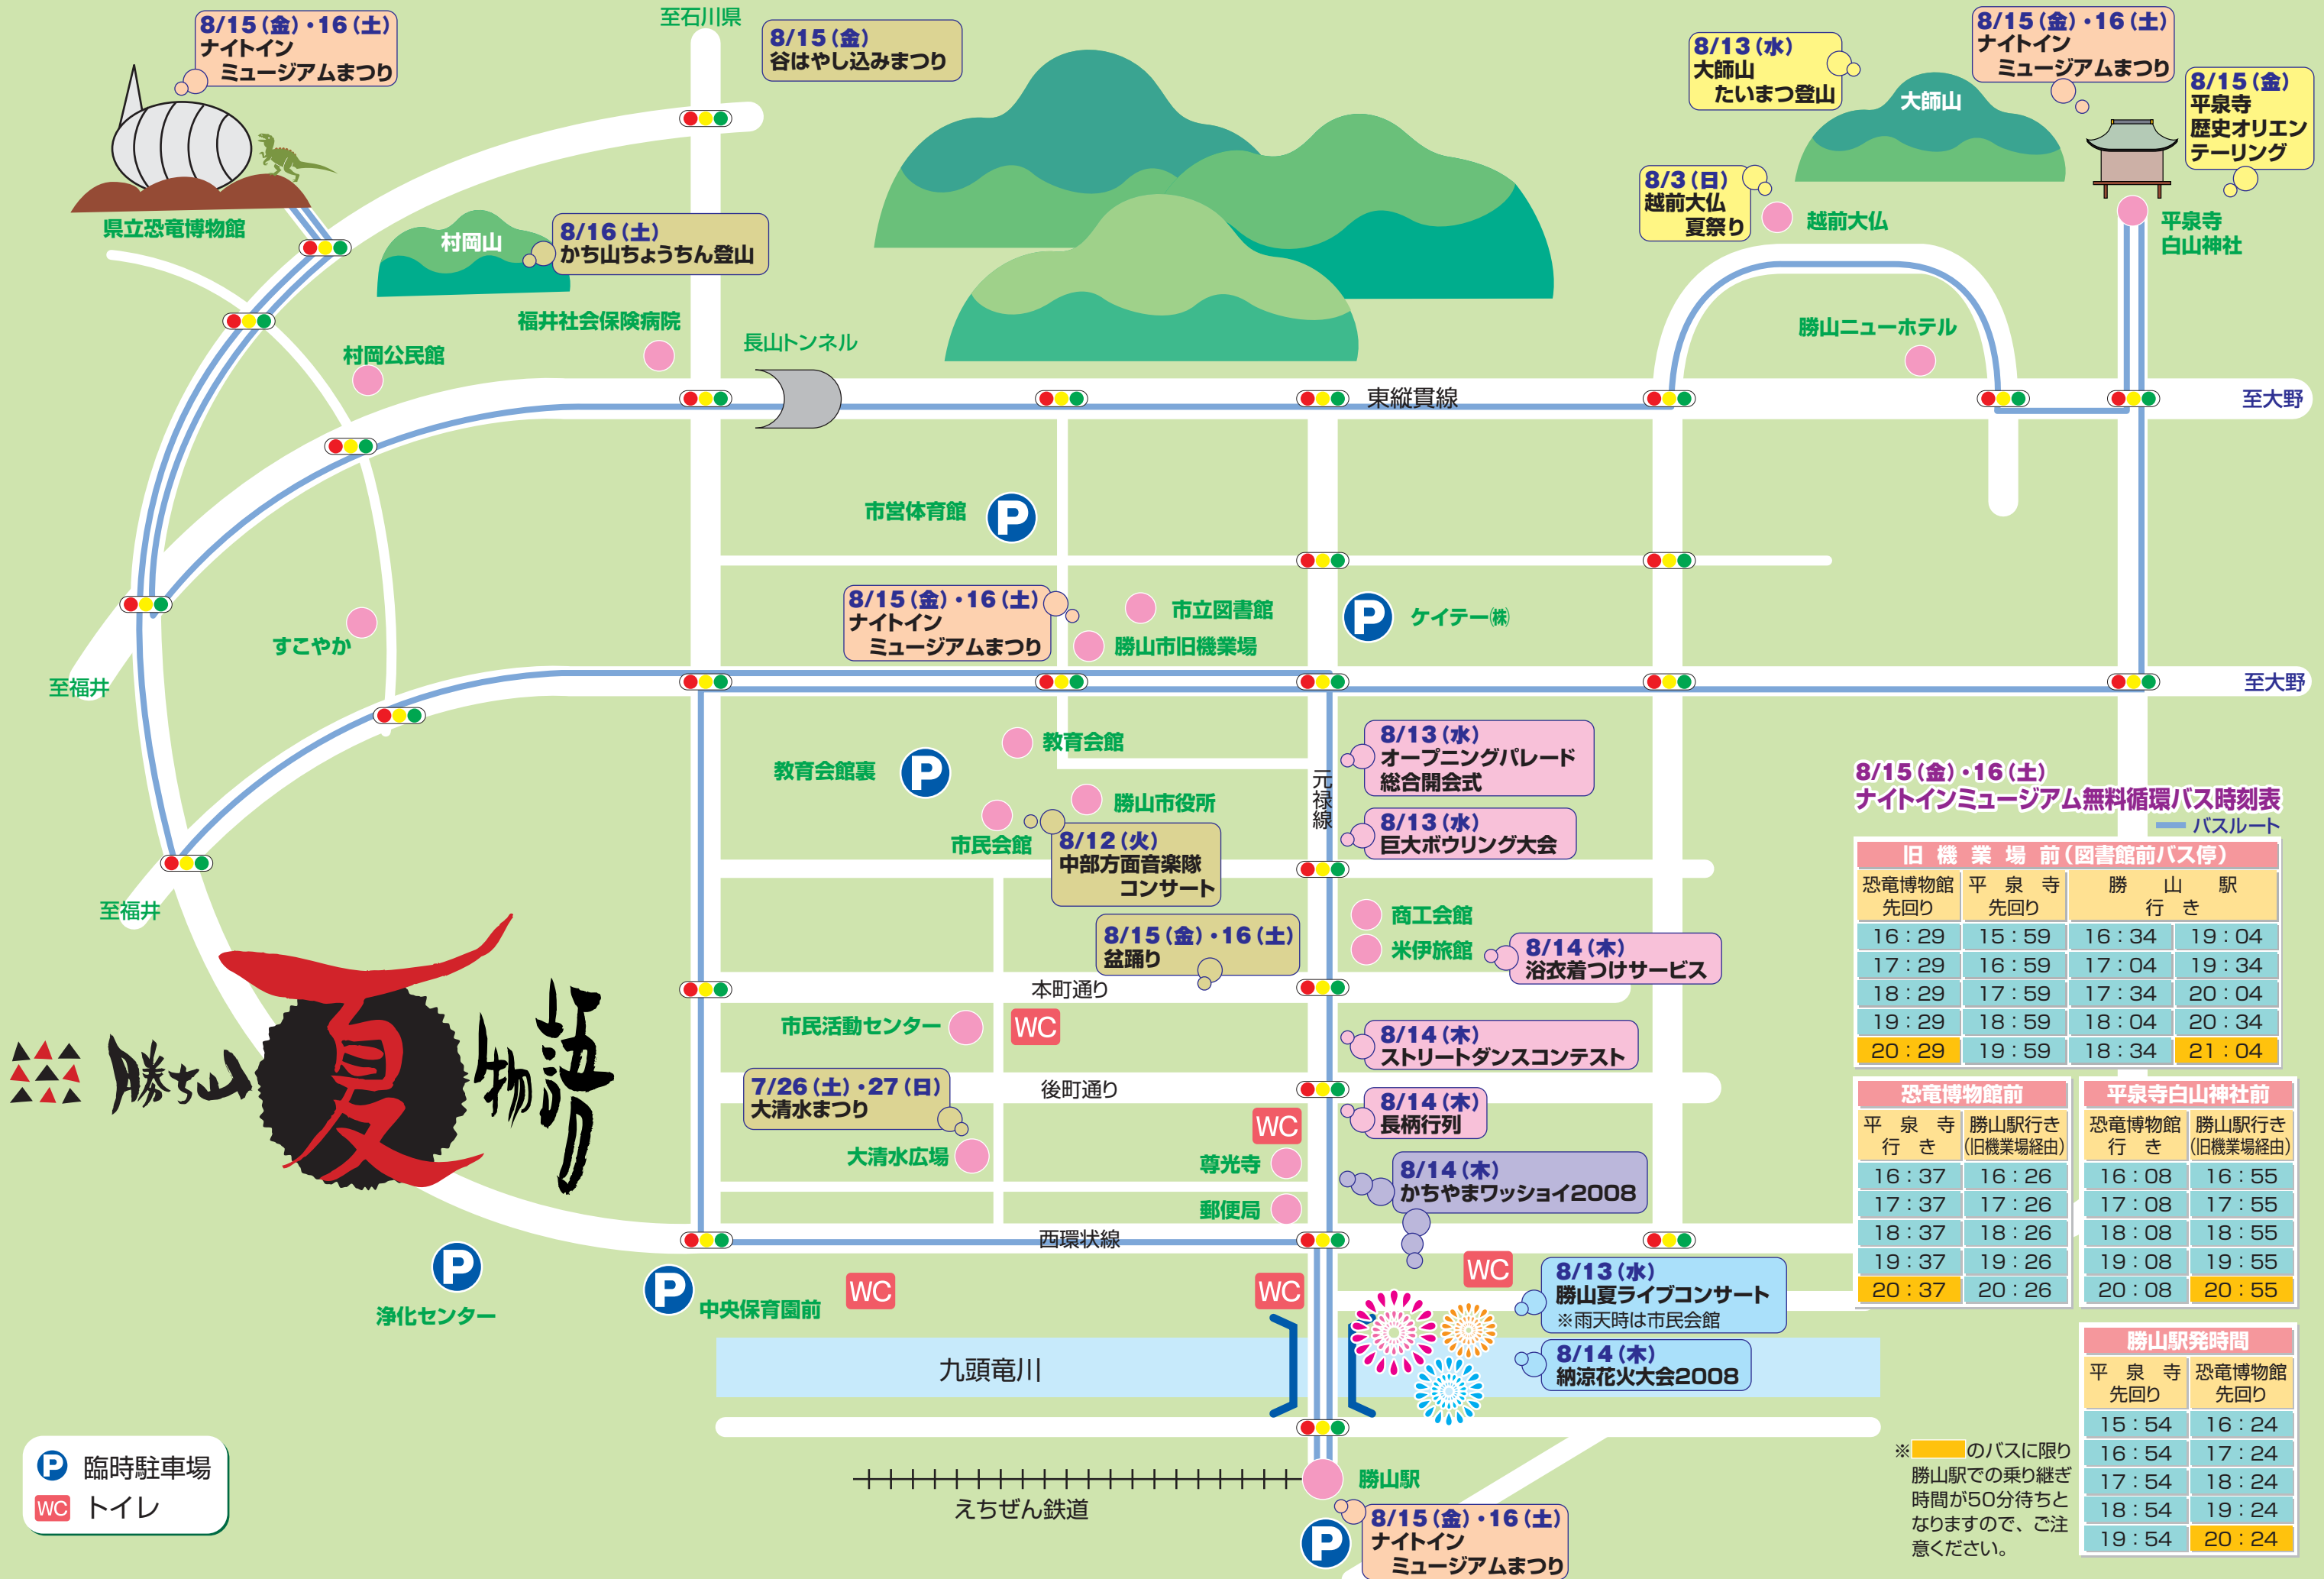 8/15(金)・16(土)
ナイトイン
ミュージアムまつり
県立恐竜博物館
至石川県
8/15(金)
谷はやし込みまつり
8/13(水)
大師山
たいまつ登山
大師山
8/15(金)・16(土)
ナイトイン
ミュージアムまつり
8/15(金)
平泉寺
歴史オリエン
テーリング
8/3(日)
越前大仏
夏祭り
越前大仏
平泉寺
白山神社
村岡山
8/16(土)
かち山ちょうちん登山
福井社会保険病院
村岡公民館
長山トンネル
勝山ニューホテル
東縦貫線
至大野
市営体育館
P
8/15(金)・16(土)
ナイトイン
ミュージアムまつり
市立図書館
勝山市旧機業場
P
ケイテー㈱
すこやか
至福井
至大野
教育会館
教育会館裏
P
勝山市役所
市民会館
8/12(火)
中部方面音楽隊
コンサート
元禄線
8/13(水)
オープニングパレード
総合開会式
8/13(水)
巨大ボウリング大会
至福井
商工会館
米伊旅館
8/15(金)・16(土)
盆踊り
8/14(木)
浴衣着つけサービス
本町通り
市民活動センター
WC
8/14(木)
ストリートダンスコンテスト
7/26(土)・27(日)
大清水まつり
後町通り
8/14(木)
長柄行列
大清水広場
WC
尊光寺
8/14(木)
かちやまワッショイ2008
郵便局
西環状線
勝ち山夏物語り
P
浄化センター
P
中央保育園前
WC
WC
WC
8/13(水)
勝山夏ライブコンサート
※雨天時は市民会館
九頭竜川
8/14(木)
納涼花火大会2008
えちぜん鉄道
勝山駅
P
8/15(金)・16(土)
ナイトイン
ミュージアムまつり
P 臨時駐車場
WC トイレ
8/15(金)・16(土)
ナイトインミュージアム無料循環バス時刻表
バスルート
旧機業場前(図書館前バス停)
恐竜博物館 平泉寺 勝山駅
先回り 先回り 行き
16:29 15:59 16:34 19:04
17:29 16:59 17:04 19:34
18:29 17:59 17:34 20:04
19:29 18:59 18:04 20:34
20:29 19:59 18:34 21:04
恐竜博物館前
平泉寺 勝山駅行き
行き (旧機業場経由)
16:37 16:26
17:37 17:26
18:37 18:26
19:37 19:26
20:37 20:26
平泉寺白山神社前
恐竜博物館 勝山駅行き
行き (旧機業場経由)
16:08 16:55
17:08 17:55
18:08 18:55
19:08 19:55
20:08 20:55
勝山駅発時間
平泉寺 恐竜博物館
先回り 先回り
15:54 16:24
16:54 17:24
17:54 18:24
18:54 19:24
19:54 20:24
※ のバスに限り
勝山駅での乗り継ぎ
時間が50分待ちと
なりますので、ご注
意ください。